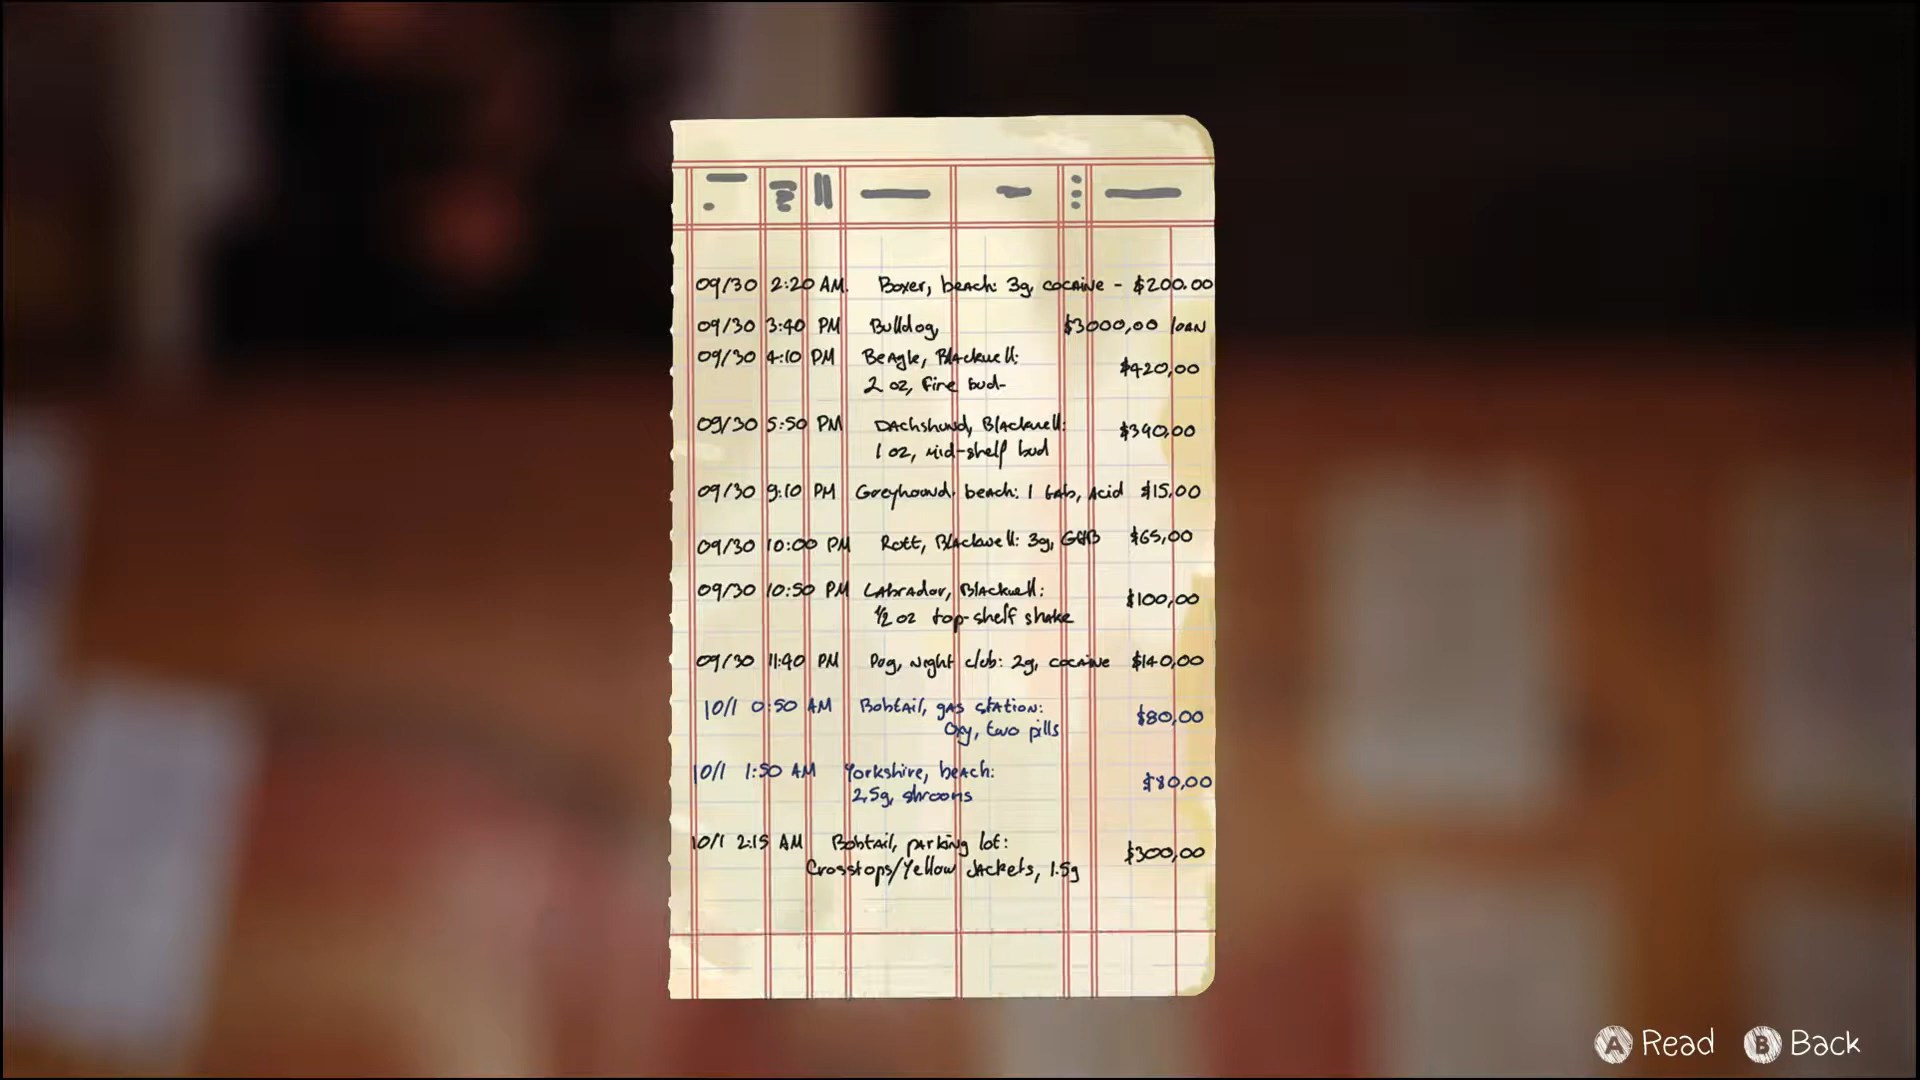 09/30 2:20 AM. Boxer, beach: 3g, cocaine - $200.00
09/30 3:40 PM Bulldog, $3000,00 loan
09/30 4:10 PM Beagle, Blackwell:
2 oz, fine bud- $420,00
09/30 5:50 PM Dachshund, Blackwell: $340,00
1 oz, mid-shelf bud
09/30 9:10 PM Greyhound, beach: 1 tab, acid $15,00
09/30 10:00 PM Rott, Blackwell: 3g, GHB $65,00
09/30 10:50 PM Labrador, Blackwell: $100,00
1/2 oz top-shelf shake
09/30 11:40 PM Pog, night club: 2g, cocaine $140,00
10/1 0:50 AM Bobtail, gas station: $80,00
Oxy, two pills
10/1 1:50 AM Yorkshire, beach: $80,00
2,5g, shrooms
10/1 2:15 AM Bobtail, parking lot: $300,00
Crosstops/Yellow Jackets, 1.5g
A Read B Back